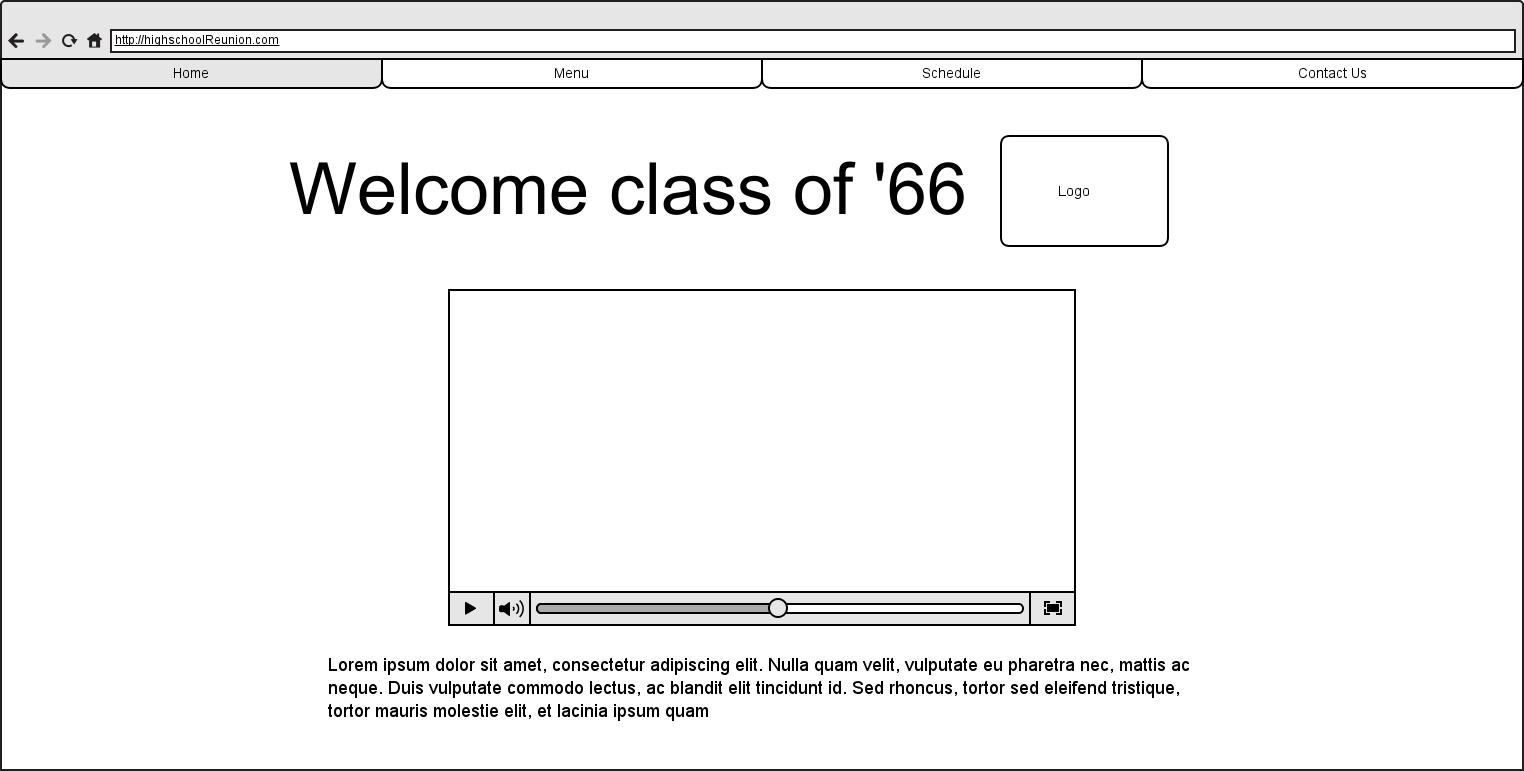 http://highschoolReunion.com
Home Menu Schedule Contact Us
Welcome class of '66
Logo
Lorem ipsum dolor sit amet, consectetur adipiscing elit. Nulla quam velit, vulputate eu pharetra nec, mattis ac
neque. Duis vulputate commodo lectus, ac blandit elit tincidunt id. Sed rhoncus, tortor sed eleifend tristique,
tortor mauris molestie elit, et lacinia ipsum quam